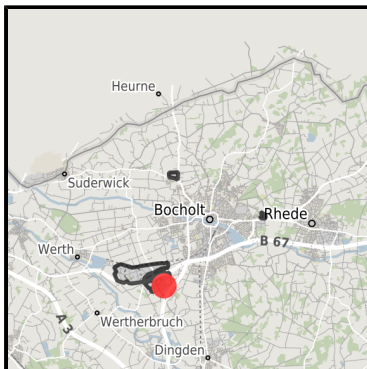 Heurne
Suderwick
Bocholt
Rhede
B 67
Werth
A 3
Wertherbruch
Dingden